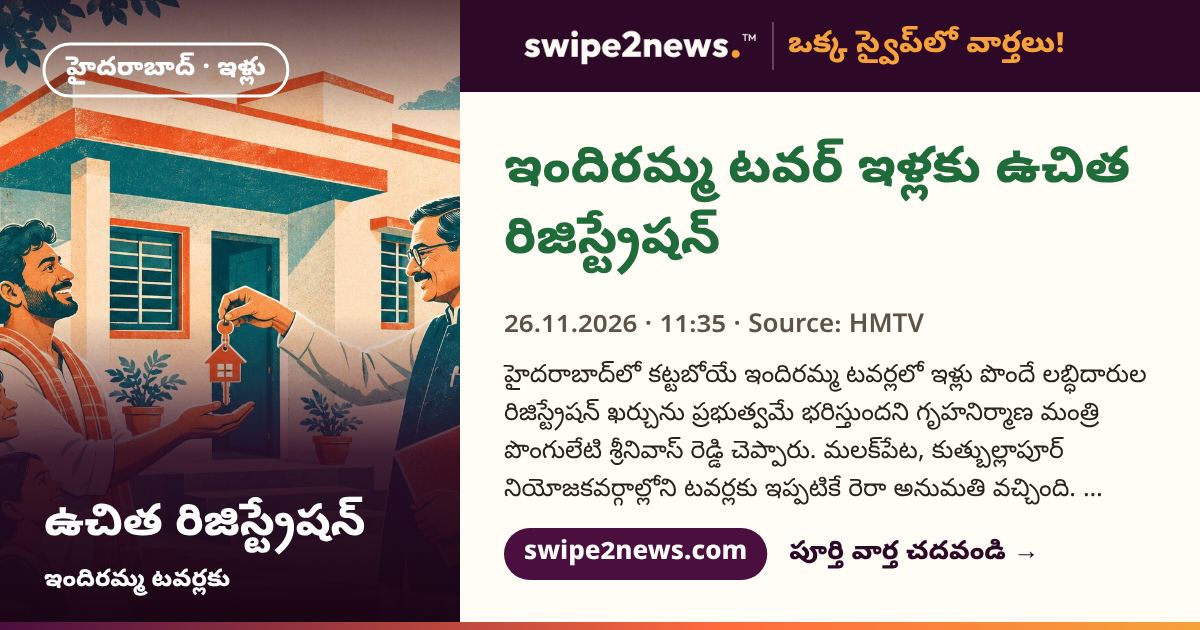 హైదరాబాద్ · ఇళ్లు
ఉచిత రిజిస్ట్రేషన్
ఇందిరమ్మ టవర్లకు
swipe2news.™
ఒక్క స్వైప్‌లో వార్తలు!
ఇందిరమ్మ టవర్ ఇళ్లకు ఉచిత
రిజిస్ట్రేషన్
26.11.2026 · 11:35 · Source: HMTV
హైదరాబాద్‌లో కట్టబోయే ఇందిరమ్మ టవర్లలో ఇళ్లు పొందే లబ్ధిదారుల
రిజిస్ట్రేషన్ ఖర్చును ప్రభుత్వమే భరిస్తుందని గృహనిర్మాణ మంత్రి
పొంగులేటి శ్రీనివాస్ రెడ్డి చెప్పారు. మలక్‌పేట, కుత్బుల్లాపూర్
నియోజకవర్గాల్లోని టవర్లకు ఇప్పటికే రెరా అనుమతి వచ్చింది. ...
swipe2news.com
పూర్తి వార్త చదవండి →